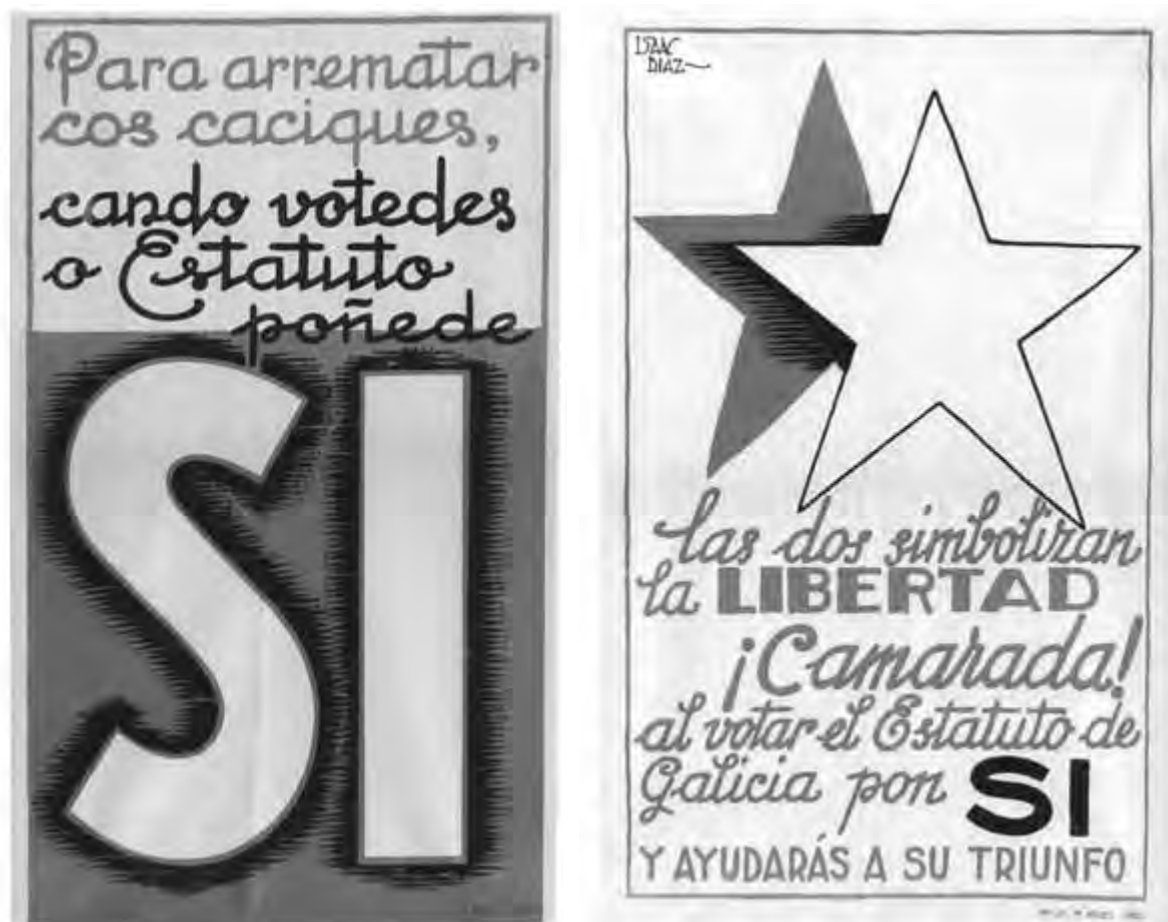 Para arrematar
cos caciques,
cando votedes
o Estatuto
poñede
SI
ISAAC
DIAZ
las dos simbolizan
la LIBERTAD
¡Camarada!
al votar el Estatuto de
Galicia pon SI
Y AYUDARÁS A SU TRIUNFO